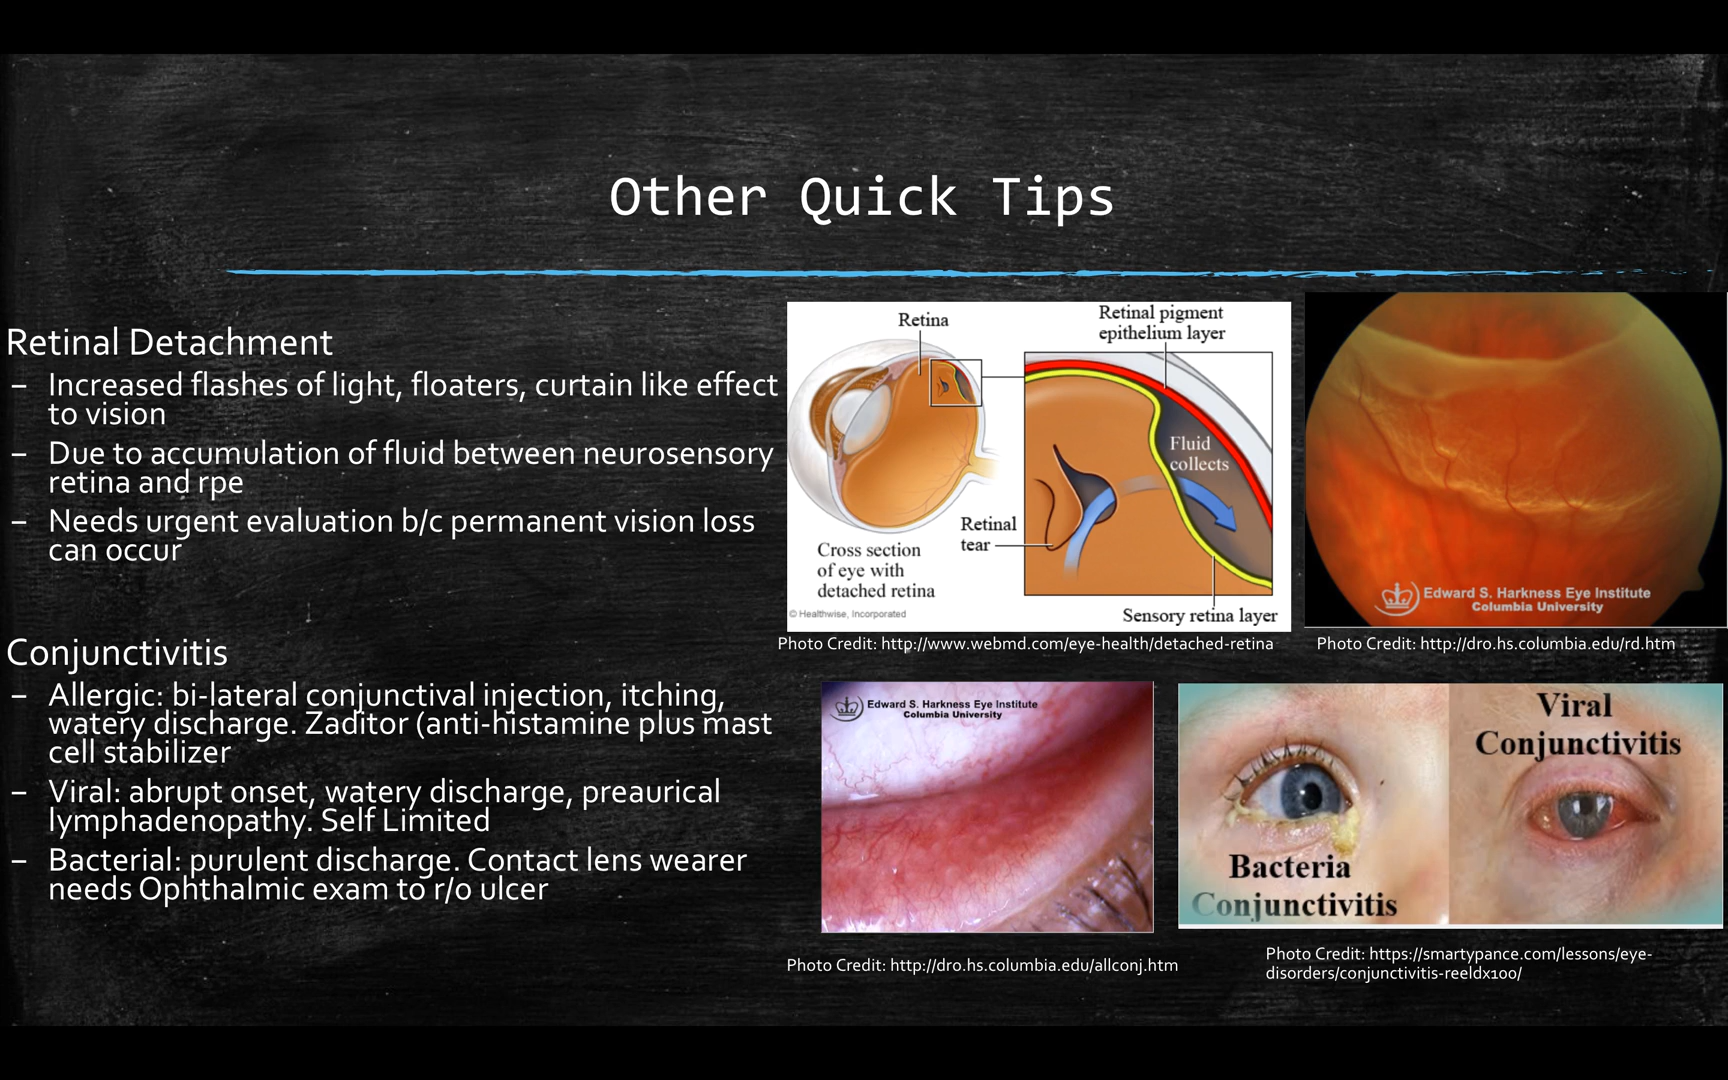 Other Quick Tips
Retinal Detachment
– Increased flashes of light, floaters, curtain like effect
to vision
– Due to accumulation of fluid between neurosensory
retina and rpe
– Needs urgent evaluation b/c permanent vision loss
can occur
Conjunctivitis
– Allergic: bi-lateral conjunctival injection, itching,
watery discharge. Zaditor (anti-histamine plus mast
cell stabilizer
– Viral: abrupt onset, watery discharge, preaurical
lymphadenopathy. Self Limited
– Bacterial: purulent discharge. Contact lens wearer
needs Ophthalmic exam to r/o ulcer
Retina
Retinal pigment
epithelium layer
Fluid
collects
Retinal
tear
Cross section
of eye with
detached retina
© Healthwise, Incorporated
Sensory retina layer
Photo Credit: http://www.webmd.com/eye-health/detached-retina
Edward S. Harkness Eye Institute
Columbia University
Photo Credit: http://dro.hs.columbia.edu/rd.htm
Edward S. Harkness Eye Institute
Columbia University
Photo Credit: http://dro.hs.columbia.edu/allconj.htm
Bacteria
Conjunctivitis
Viral
Conjunctivitis
Photo Credit: https://smartypance.com/lessons/eye-
disorders/conjunctivitis-reeldx100/